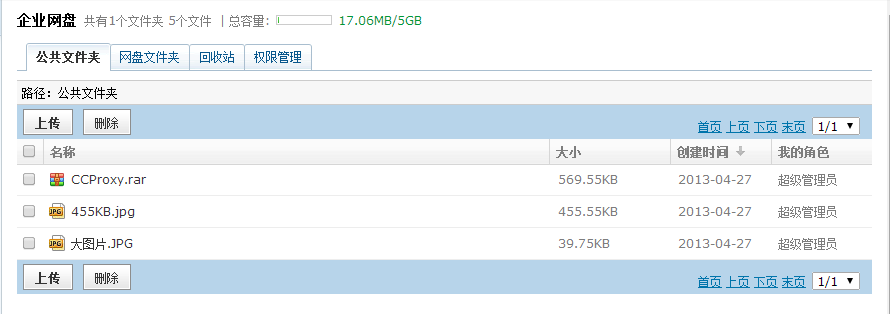 企业网盘 共有1个文件夹 5个文件 | 总容量: 17.06MB/5GB
公共文件夹 网盘文件夹 回收站 权限管理
路径：公共文件夹
上传 删除 首页 上页 下页 末页 1/1
名称 大小 创建时间 我的角色
CCProxy.rar 569.55KB 2013-04-27 超级管理员
JPG 455KB.jpg 455.55KB 2013-04-27 超级管理员
JPG 大图片.JPG 39.75KB 2013-04-27 超级管理员
上传 删除 首页 上页 下页 末页 1/1